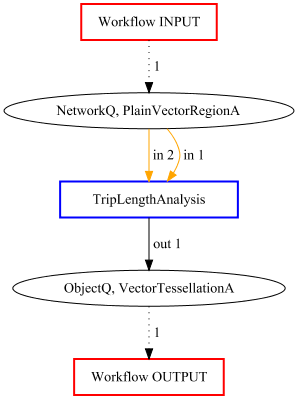 Workflow INPUT
1
NetworkQ, PlainVectorRegionA
in 2
in 1
TripLengthAnalysis
out 1
ObjectQ, VectorTessellationA
1
Workflow OUTPUT